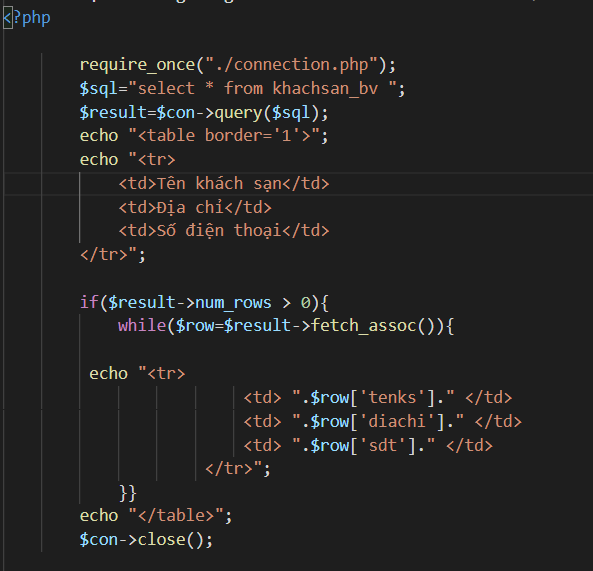 <?php
require_once("./connection.php");
$sql="select * from khachsan_bv ";
$result=$con->query($sql);
echo "<table border='1'>";
echo "<tr>
<td>Tên khách sạn</td>
<td>Địa chỉ</td>
<td>Số điện thoại</td>
</tr>";
if($result->num_rows > 0){
while($row=$result->fetch_assoc()){
echo "<tr>
<td> ".$row['tenks']." </td>
<td> ".$row['diachi']." </td>
<td> ".$row['sdt']." </td>
</tr>";
}}
echo "</table>";
$con->close();